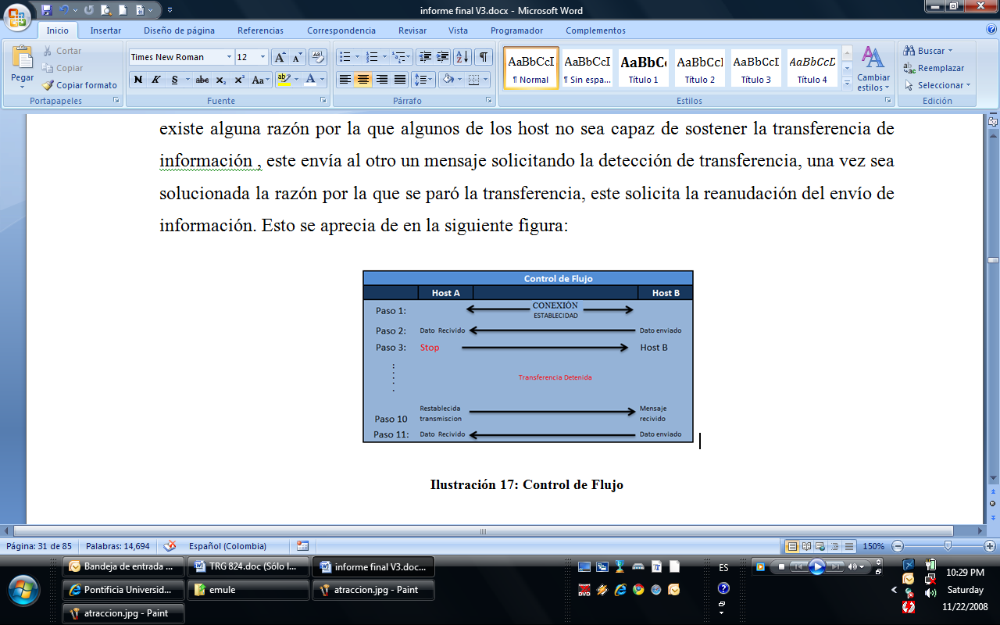 informe final V3.docx - Microsoft Word
Inicio Insertar Diseño de página Referencias Correspondencia Revisar Vista Programador Complementos
Pegar
Cortar
Copiar
Copiar formato
Portapapeles
Times New Roman 12
N K S abc x₂ x² Aa
Fuente
Párrafo
AaBbCcI AaBbCcI AaBbC AaBbCcI AaBbCcI AaBbCcD
¶ Normal ¶ Sin espa... Título 1 Título 2 Título 3 Título 4
Cambiar estilos
Estilos
Buscar
Reemplazar
Seleccionar
Edición
existe alguna razón por la que algunos de los host no sea capaz de sostener la transferencia de
información , este envía al otro un mensaje solicitando la detección de transferencia, una vez sea
solucionada la razón por la que se paró la transferencia, este solicita la reanudación del envío de
información. Esto se aprecia de en la siguiente figura:
Control de Flujo
Host A Host B
Paso 1: CONEXIÓN
ESTABLECIDAD
Paso 2: Dato Recivido Dato enviado
Paso 3: Stop Host B
Transferencia Detenida
Restablecida Mensaje
Paso 10 transmiscion recivido
Paso 11: Dato Recivido Dato enviado
Ilustración 17: Control de Flujo
Página: 31 de 85 Palabras: 14,694 Español (Colombia) 150%
Bandeja de entrada ... TRG 824.doc (Sólo l... informe final V3.doc... ES
Pontificia Universid... emule atraccion.jpg - Paint
atraccion.jpg - Paint
DVD
10:29 PM
Saturday
11/22/2008